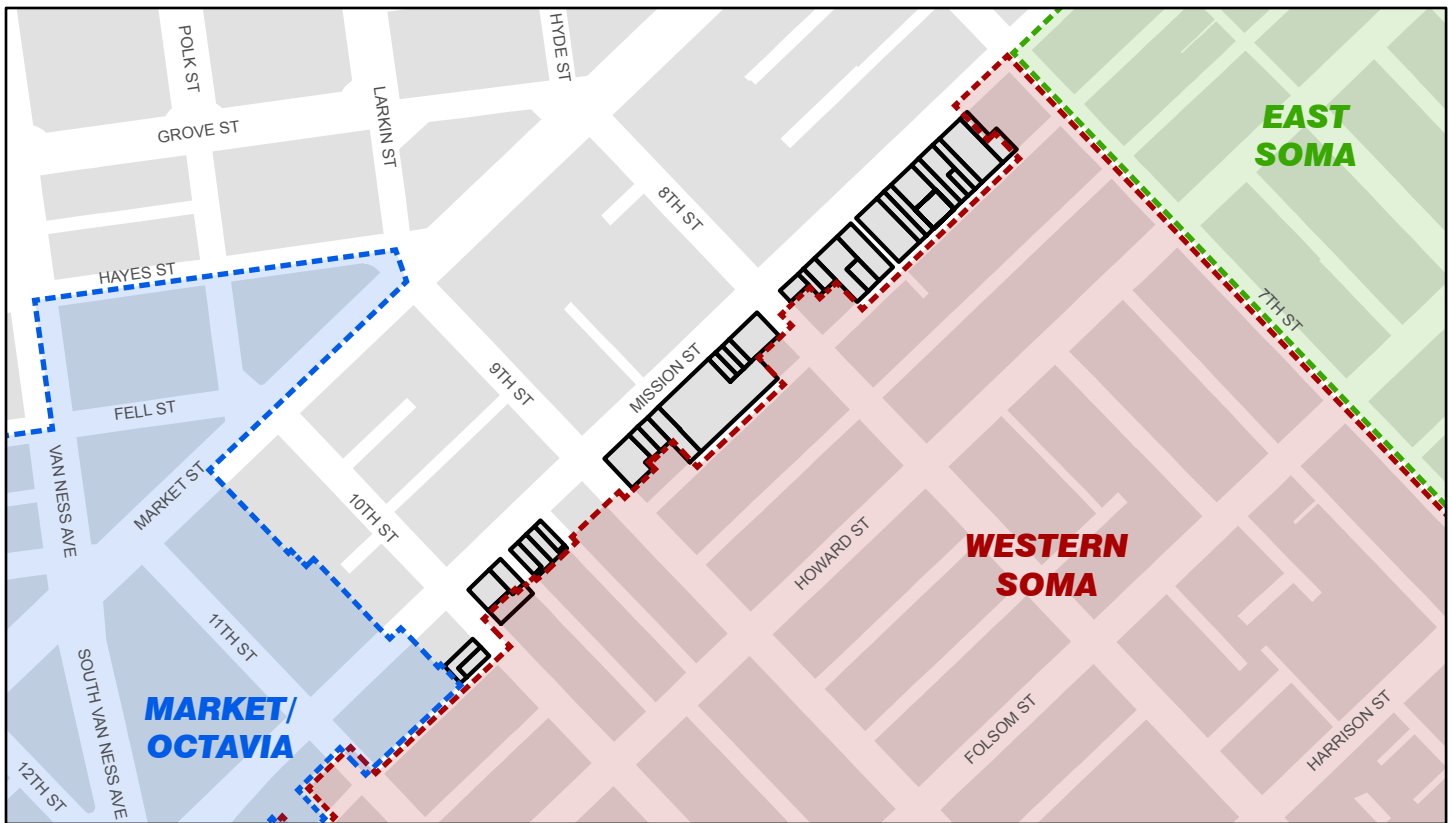 POLK ST
HYDE ST
LARKIN ST
GROVE ST
EAST
SOMA
8TH ST
HAYES ST
7TH ST
MISSION ST
9TH ST
FELL ST
VAN NESS AVE
MARKET ST
10TH ST
HOWARD ST
WESTERN
SOMA
11TH ST
SOUTH VAN NESS AVE
MARKET/
OCTAVIA
FOLSOM ST
HARRISON ST
12TH ST